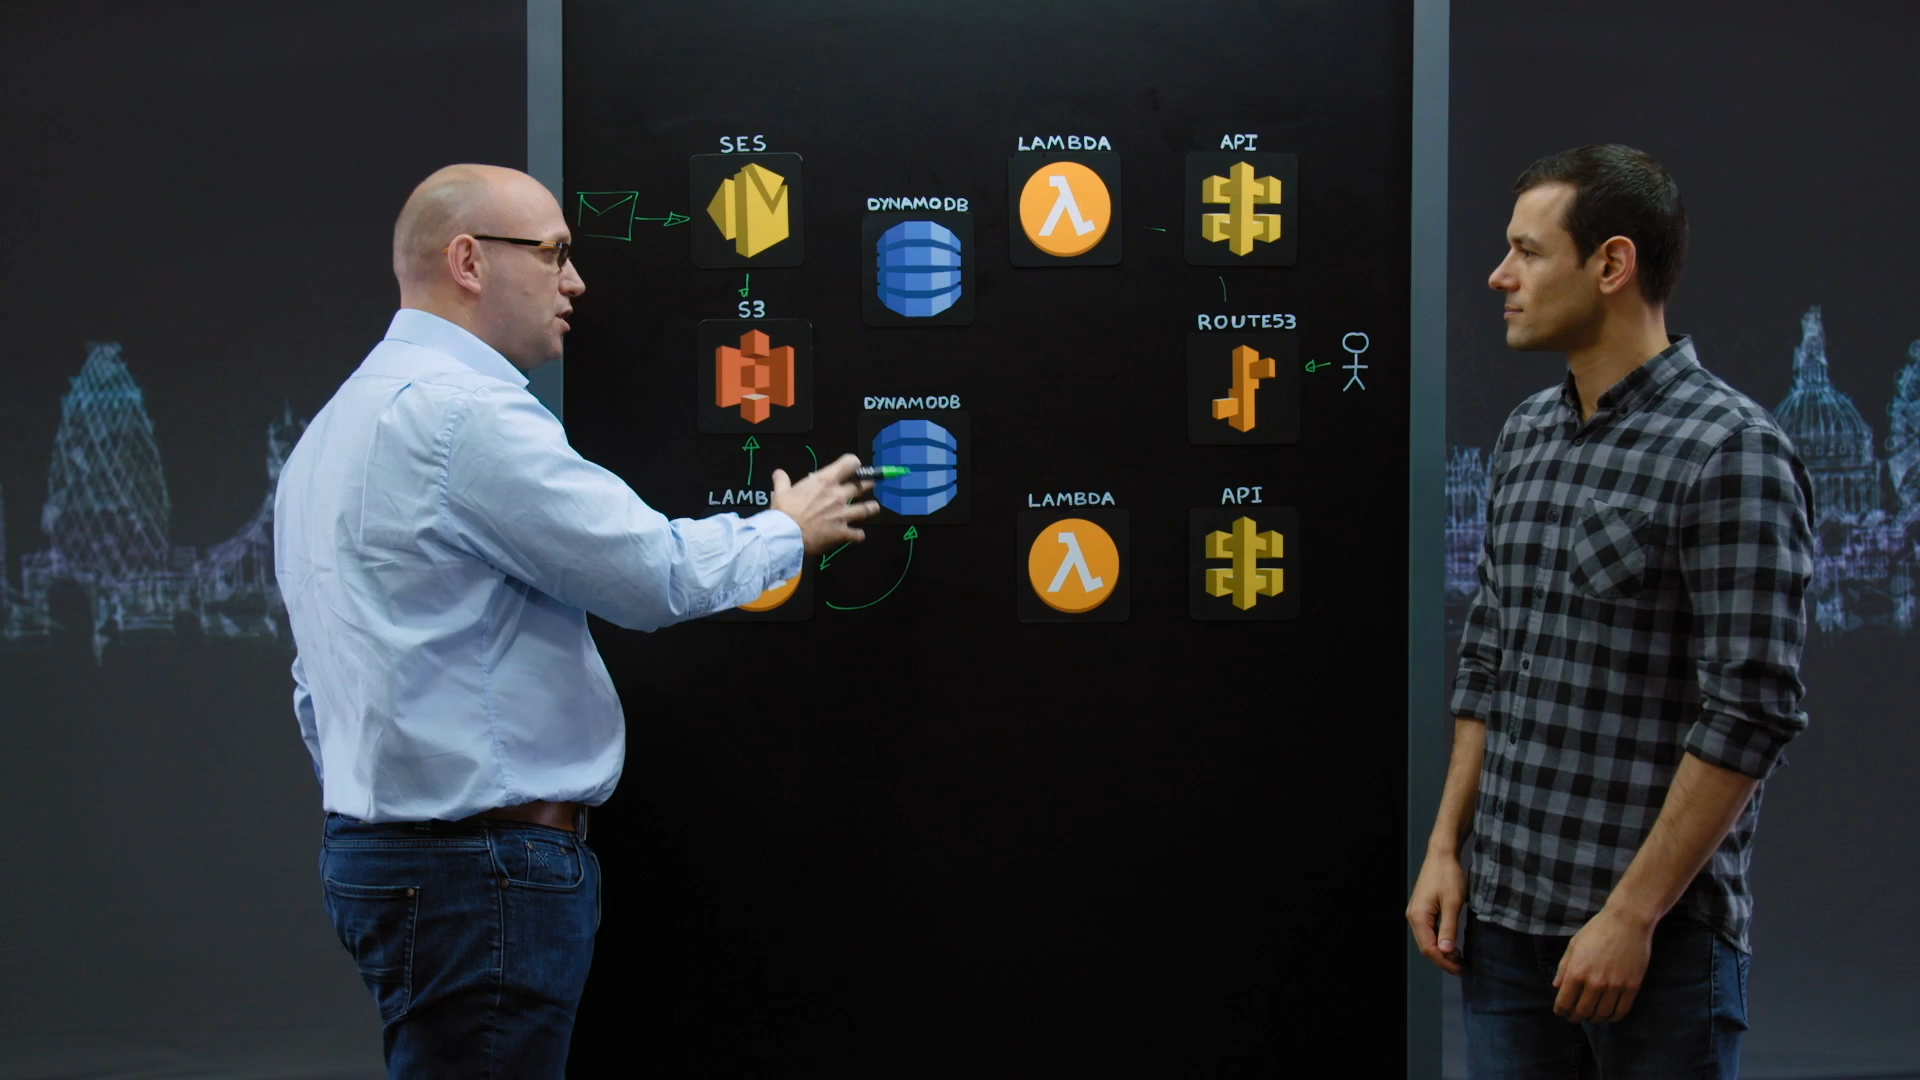 SES
LAMBDA
API
DYNAMODB
S3
ROUTE53
DYNAMODB
LAMB
LAMBDA
API